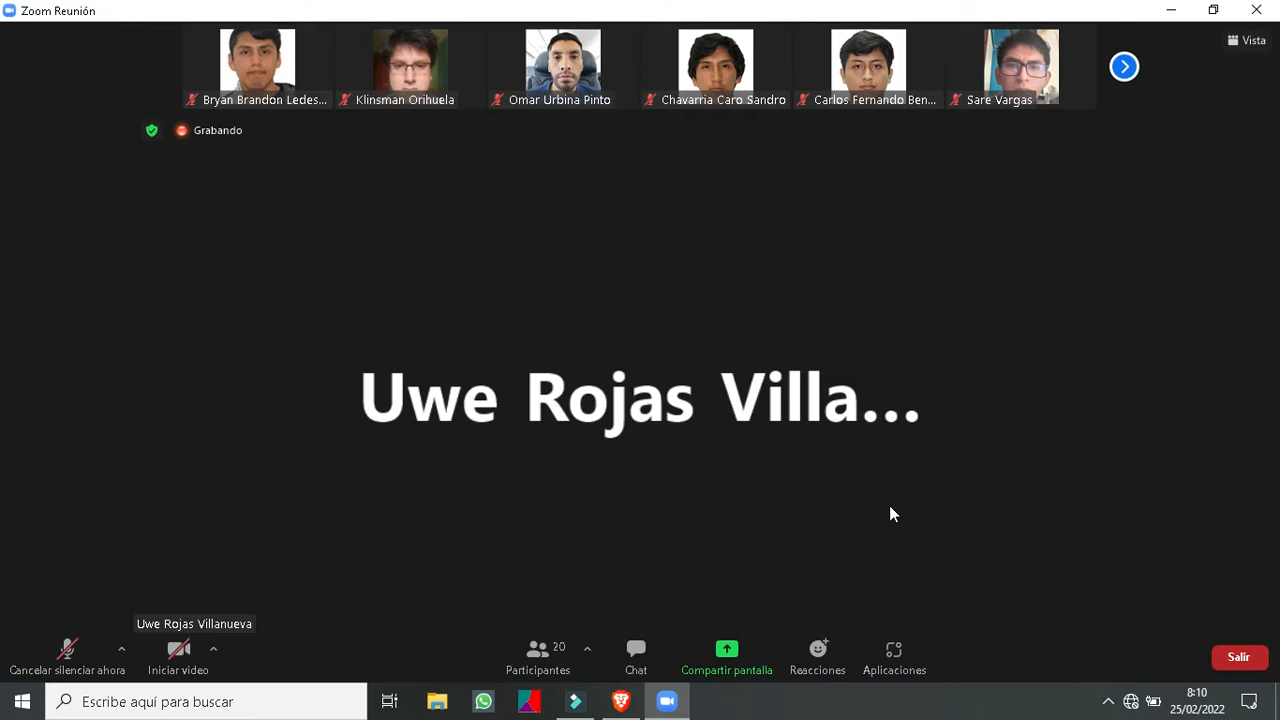 Zoom Reunión
Vista
Bryan Brandon Ledes...
Klinsman Orihuela
Omar Urbina Pinto
Chavarria Caro Sandro
Carlos Fernando Ben...
Sare Vargas
Grabando
Uwe Rojas Villa...
Uwe Rojas Villanueva
20
Cancelar silenciar ahora
Iniciar video
Participantes
Chat
Compartir pantalla
Reacciones
Aplicaciones
Salir
Escribe aquí para buscar
8:10
25/02/2022